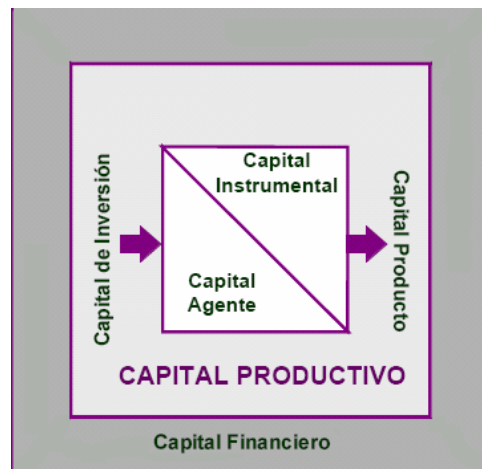 Capital de Inversión
Capital
Instrumental
Capital
Agente
Capital Producto
CAPITAL PRODUCTIVO
Capital Financiero